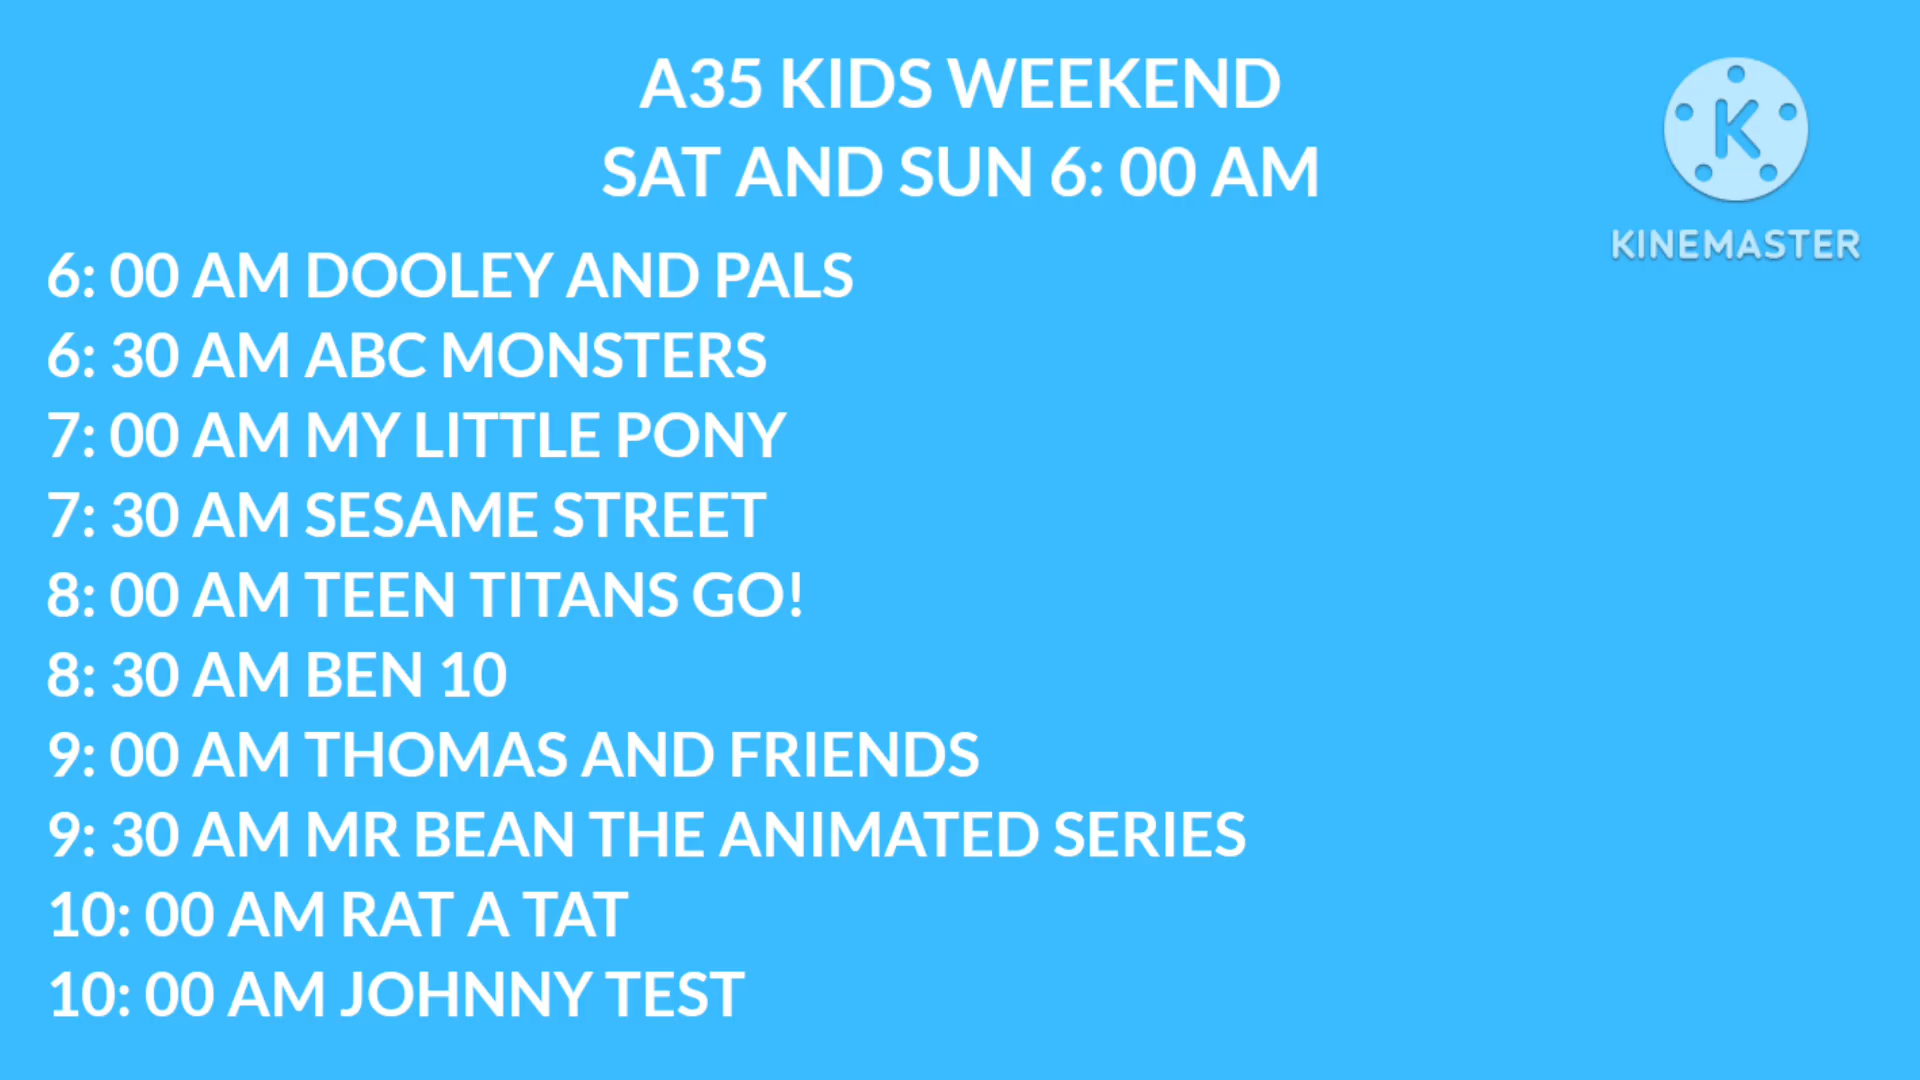 A35 KIDS WEEKEND
SAT AND SUN 6: 00 AM
K
KINEMASTER
6: 00 AM DOOLEY AND PALS
6: 30 AM ABC MONSTERS
7: 00 AM MY LITTLE PONY
7: 30 AM SESAME STREET
8: 00 AM TEEN TITANS GO!
8: 30 AM BEN 10
9: 00 AM THOMAS AND FRIENDS
9: 30 AM MR BEAN THE ANIMATED SERIES
10: 00 AM RAT A TAT
10: 00 AM JOHNNY TEST